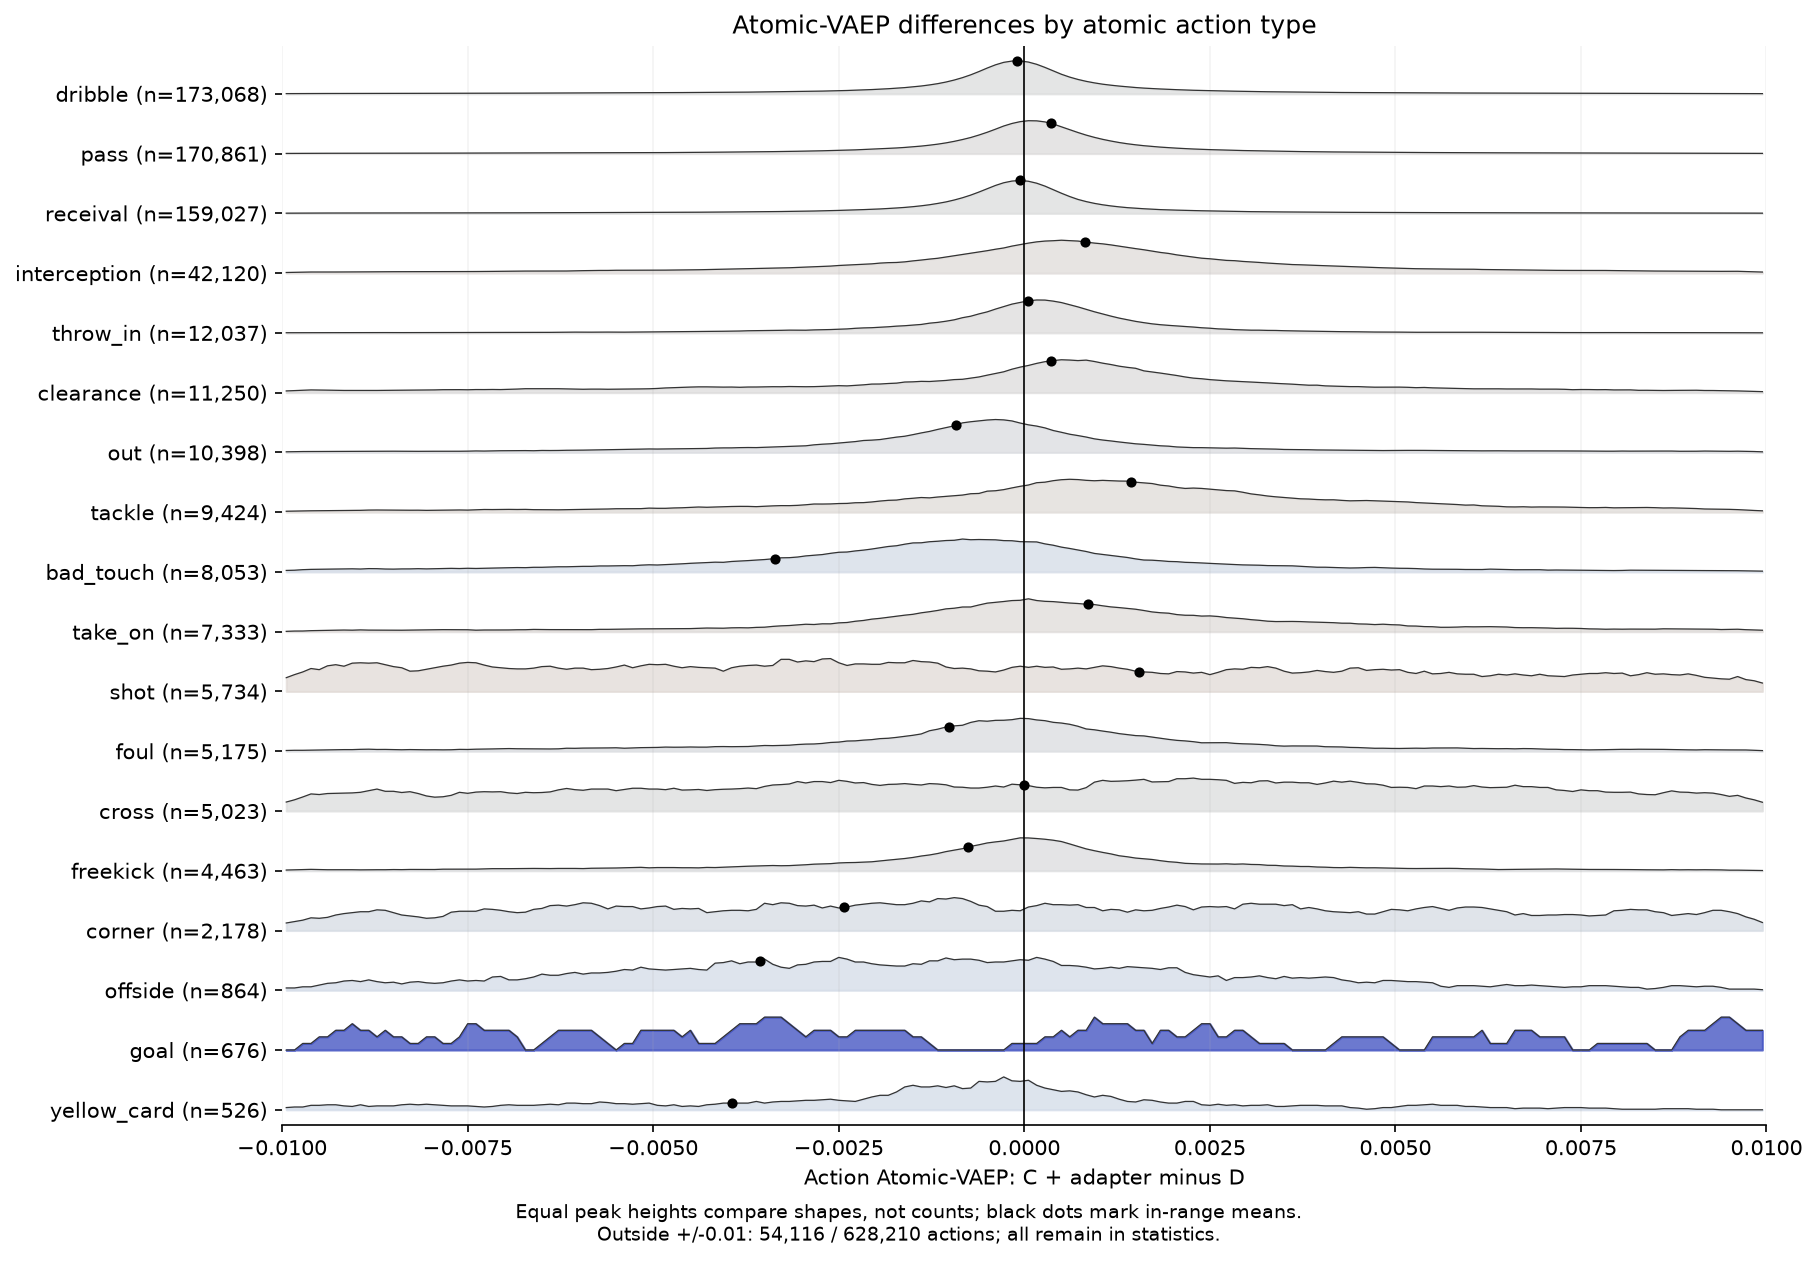 Atomic-VAEP differences by atomic action type
dribble (n=173,068)
pass (n=170,861)
receival (n=159,027)
interception (n=42,120)
throw_in (n=12,037)
clearance (n=11,250)
out (n=10,398)
tackle (n=9,424)
bad_touch (n=8,053)
take_on (n=7,333)
shot (n=5,734)
foul (n=5,175)
cross (n=5,023)
freekick (n=4,463)
corner (n=2,178)
offside (n=864)
goal (n=676)
yellow_card (n=526)
−0.0100 −0.0075 −0.0050 −0.0025 0.0000 0.0025 0.0050 0.0075 0.0100
Action Atomic-VAEP: C + adapter minus D
Equal peak heights compare shapes, not counts; black dots mark in-range means.
Outside +/-0.01: 54,116 / 628,210 actions; all remain in statistics.